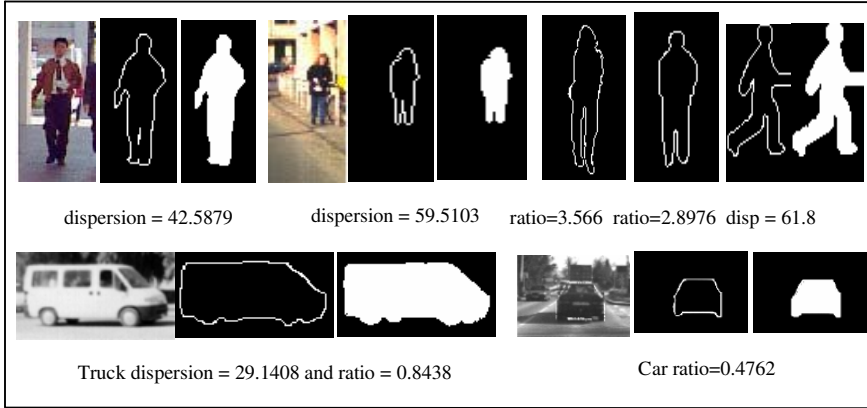 dispersion = 42.5879 dispersion = 59.5103 ratio=3.566 ratio=2.8976 disp = 61.8
Truck dispersion = 29.1408 and ratio = 0.8438 Car ratio=0.4762